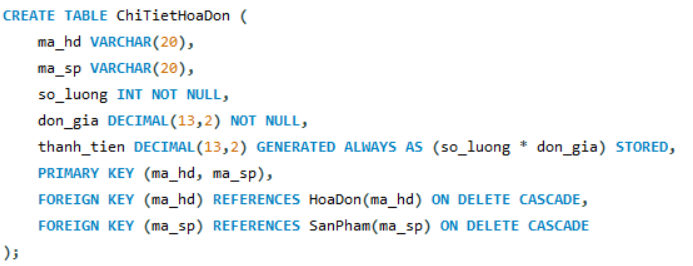 CREATE TABLE ChiTietHoaDon (
    ma_hd VARCHAR(20),
    ma_sp VARCHAR(20),
    so_luong INT NOT NULL,
    don_gia DECIMAL(13,2) NOT NULL,
    thanh_tien DECIMAL(13,2) GENERATED ALWAYS AS (so_luong * don_gia) STORED,
    PRIMARY KEY (ma_hd, ma_sp),
    FOREIGN KEY (ma_hd) REFERENCES HoaDon(ma_hd) ON DELETE CASCADE,
    FOREIGN KEY (ma_sp) REFERENCES SanPham(ma_sp) ON DELETE CASCADE
);